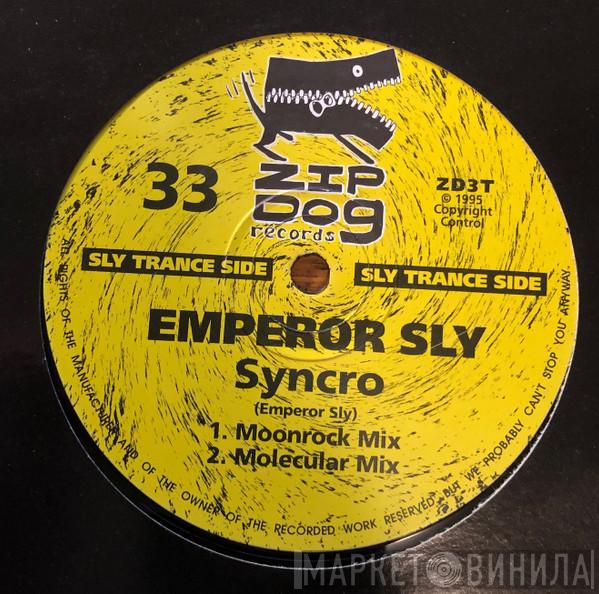 33
ZIP
DOG
records
ZD3T
© 1995
Copyright
Control
SLY TRANCE SIDE
SLY TRANCE SIDE
EMPEROR SLY
Syncro
(Emperor Sly)
1. Moonrock Mix
2. Molecular Mix
ALL RIGHTS OF THE MANUFACTURER AND OF THE OWNER OF THE RECORDED WORK RESERVED, BUT WE PROBABLY CAN'T STOP YOU ANYWAY
МАРКЕТ ВИНИЛА